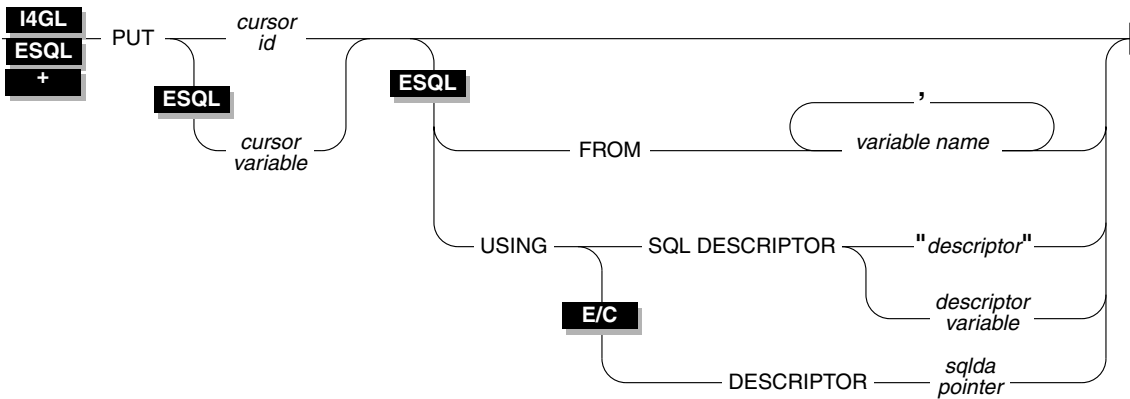 I4GL
ESQL
+
PUT
cursor
id
ESQL
cursor
variable
ESQL
FROM
,
variable name
USING
SQL DESCRIPTOR
"descriptor"
descriptor
variable
E/C
DESCRIPTOR
sqlda
pointer